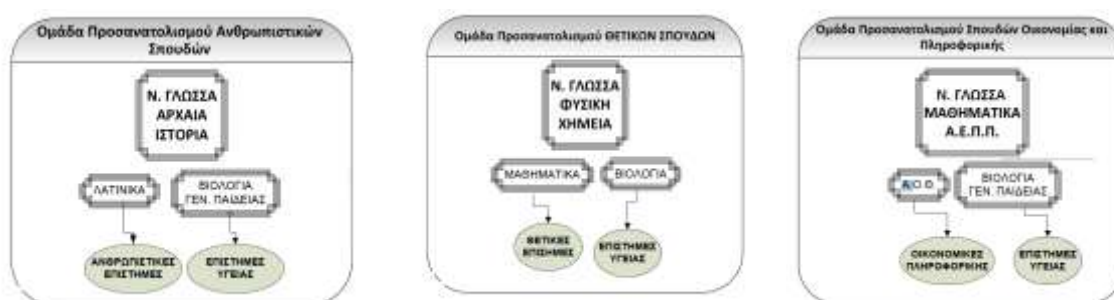 Ομάδα Προσανατολισμού Ανθρωπιστικών
Σπουδών
Ν. ΓΛΩΣΣΑ
ΑΡΧΑΙΑ
ΙΣΤΟΡΙΑ
ΛΑΤΙΝΙΚΑ
ΒΙΟΛΟΓΙΑ
ΓΕΝ. ΠΑΙΔΕΙΑΣ
ΑΝΘΡΩΠΙΣΤΙΚΕΣ
ΕΠΙΣΤΗΜΕΣ
ΕΠΙΣΤΗΜΕΣ
ΥΓΕΙΑΣ
Ομάδα Προσανατολισμού ΘΕΤΙΚΩΝ ΣΠΟΥΔΩΝ
Ν. ΓΛΩΣΣΑ
ΦΥΣΙΚΗ
ΧΗΜΕΙΑ
ΜΑΘΗΜΑΤΙΚΑ
ΒΙΟΛΟΓΙΑ
ΘΕΤΙΚΕΣ
ΕΠΙΣΗΜΕΣ
ΕΠΙΣΤΗΜΕΣ
ΥΓΕΙΑΣ
Ομάδα Προσανατολισμού Σπουδών Οικονομίας και
Πληροφορικής
Ν. ΓΛΩΣΣΑ
ΜΑΘΗΜΑΤΙΚΑ
Α.Ε.Π.Π.
Α.Ο.Θ.
ΒΙΟΛΟΓΙΑ
ΓΕΝ. ΠΑΙΔΕΙΑΣ
ΟΙΚΟΝΟΜΙΚΕΣ
ΠΛΗΡΟΦΟΡΙΚΗΣ
ΕΠΙΣΤΗΜΕΣ
ΥΓΕΙΑΣ